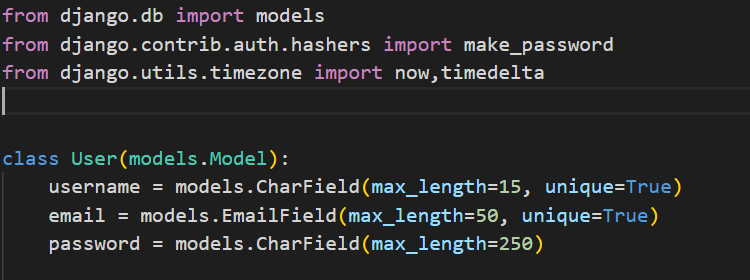 from django.db import models
from django.contrib.auth.hashers import make_password
from django.utils.timezone import now,timedelta
class User(models.Model):
    username = models.CharField(max_length=15, unique=True)
    email = models.EmailField(max_length=50, unique=True)
    password = models.CharField(max_length=250)